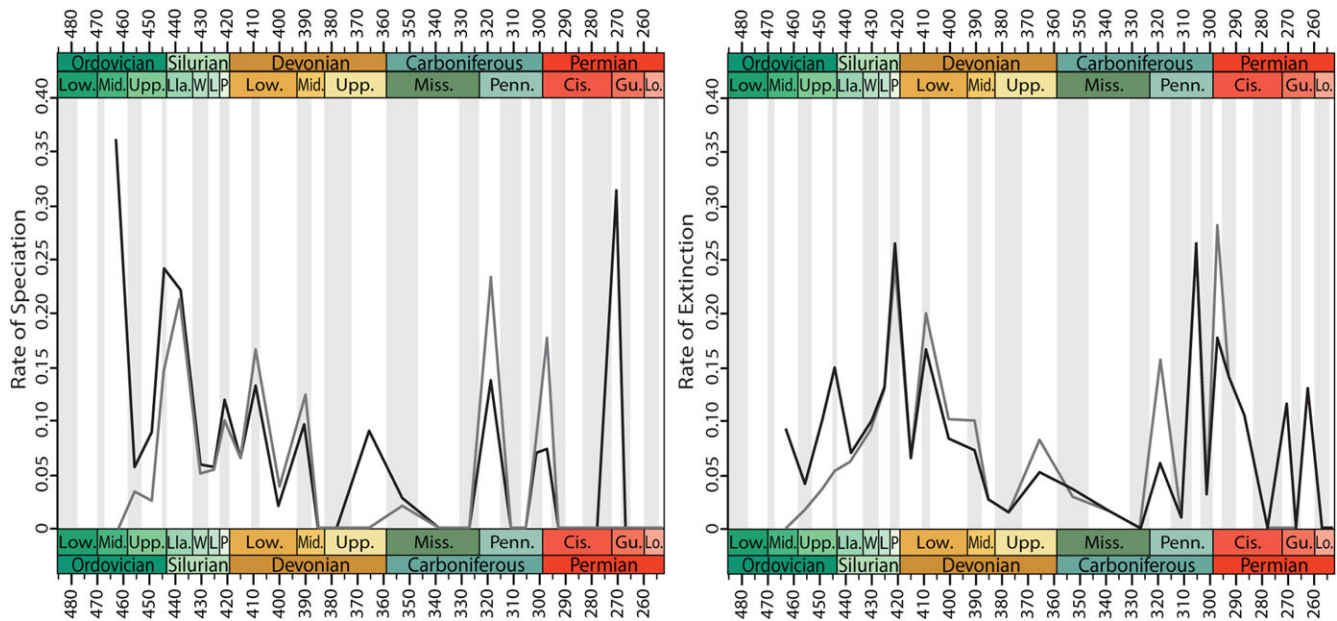 480 470 460 450 440 430 420 410 400 390 380 370 360 350 340 330 320 310 300 290 280 270 260
Ordovician Silurian Devonian Carboniferous Permian
Low. Mid. Upp. Lla. W L P Low. Mid. Upp. Miss. Penn. Cis. Gu. Lo.
0.40
0.35
0.30
0.25
0.20
0.15
0.10
0.05
0
Rate of Speciation
Low. Mid. Upp. Lla. W L P Low. Mid. Upp. Miss. Penn. Cis. Gu. Lo.
Ordovician Silurian Devonian Carboniferous Permian
480 470 460 450 440 430 420 410 400 390 380 370 360 350 340 330 320 310 300 290 280 270 260
480 470 460 450 440 430 420 410 400 390 380 370 360 350 340 330 320 310 300 290 280 270 260
Ordovician Silurian Devonian Carboniferous Permian
Low. Mid. Upp. Lla. W L P Low. Mid. Upp. Miss. Penn. Cis. Gu. Lo.
0.40
0.35
0.30
0.25
0.20
0.15
0.10
0.05
0
Rate of Extinction
Low. Mid. Upp. Lla. W L P Low. Mid. Upp. Miss. Penn. Cis. Gu. Lo.
Ordovician Silurian Devonian Carboniferous Permian
480 470 460 450 440 430 420 410 400 390 380 370 360 350 340 330 320 310 300 290 280 270 260